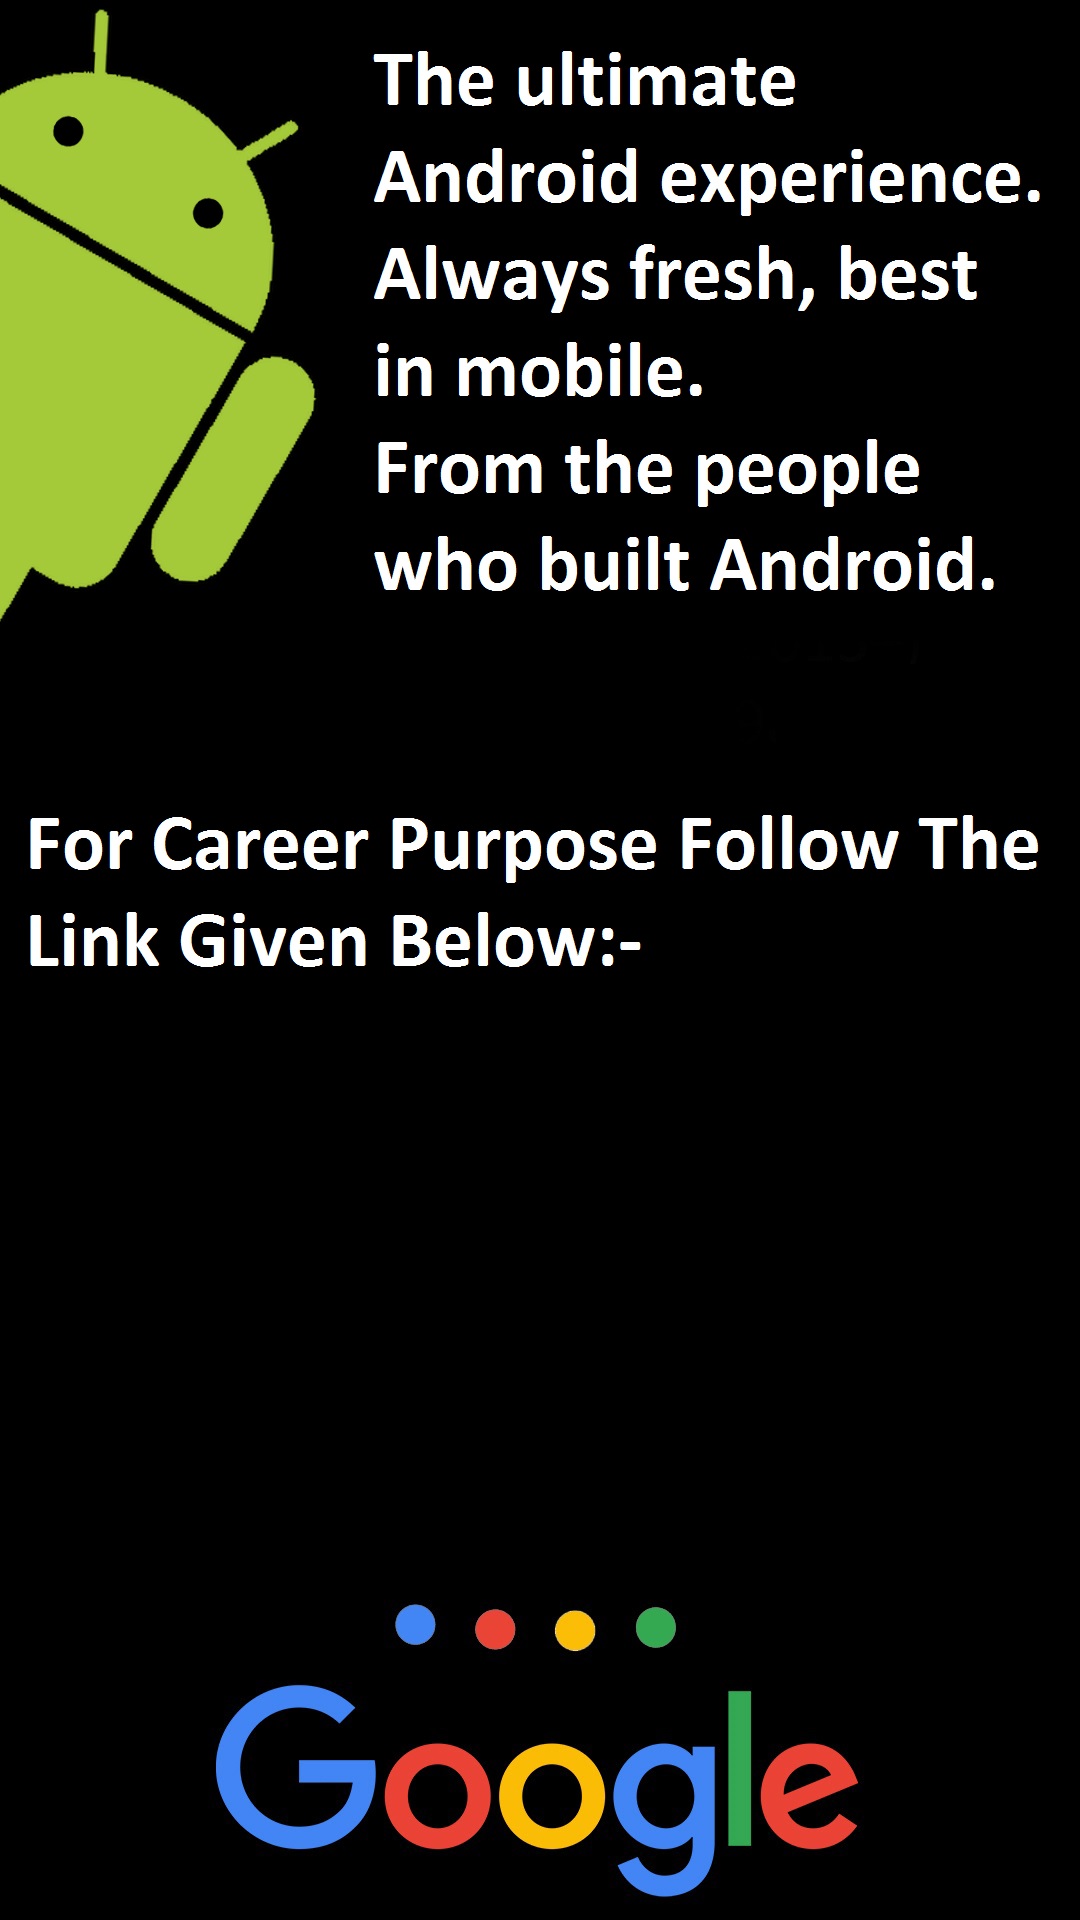 The ultimate
Android experience.
Always fresh, best
in mobile.
From the people
who built Android.
For Career Purpose Follow The
Link Given Below:-
Google